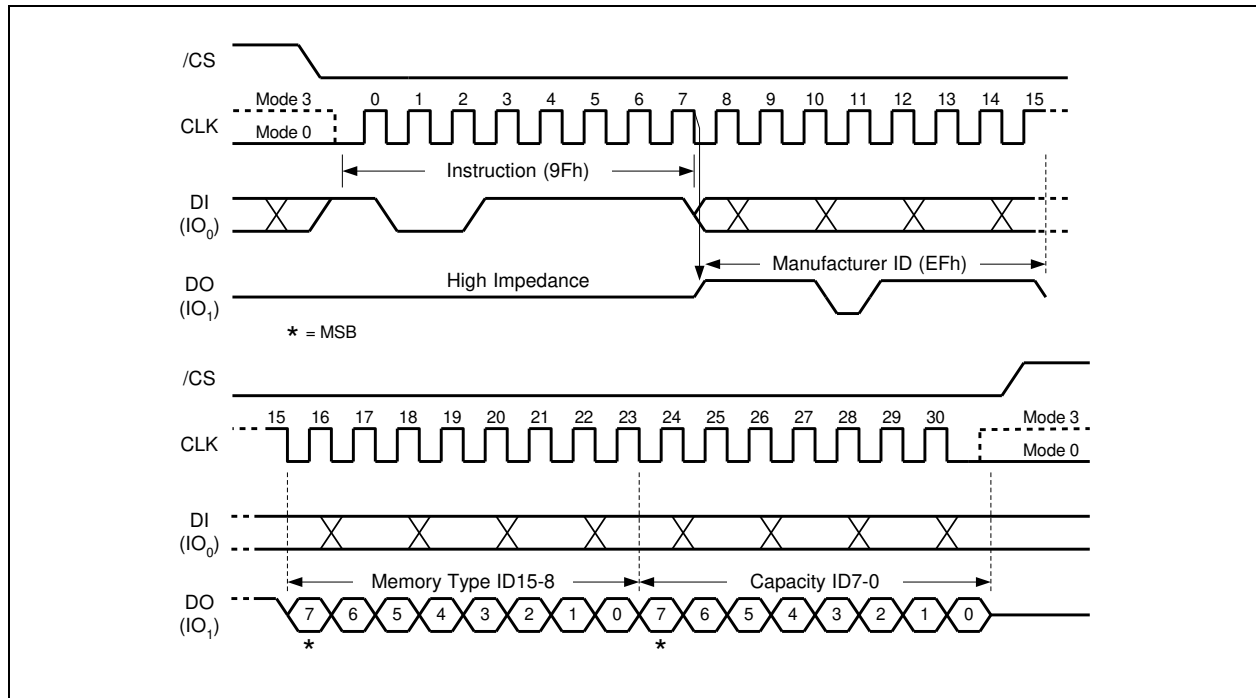 /CS
Mode 3 0 1 2 3 4 5 6 7 8 9 10 11 12 13 14 15
CLK
Mode 0
Instruction (9Fh)
DI
(IO0)
Manufacturer ID (EFh)
High Impedance
DO
(IO1)
* = MSB
/CS
15 16 17 18 19 20 21 22 23 24 25 26 27 28 29 30 Mode 3
CLK
Mode 0
DI
(IO0)
Memory Type ID15-8 Capacity ID7-0
DO
(IO1)
7 6 5 4 3 2 1 0 7 6 5 4 3 2 1 0
* *